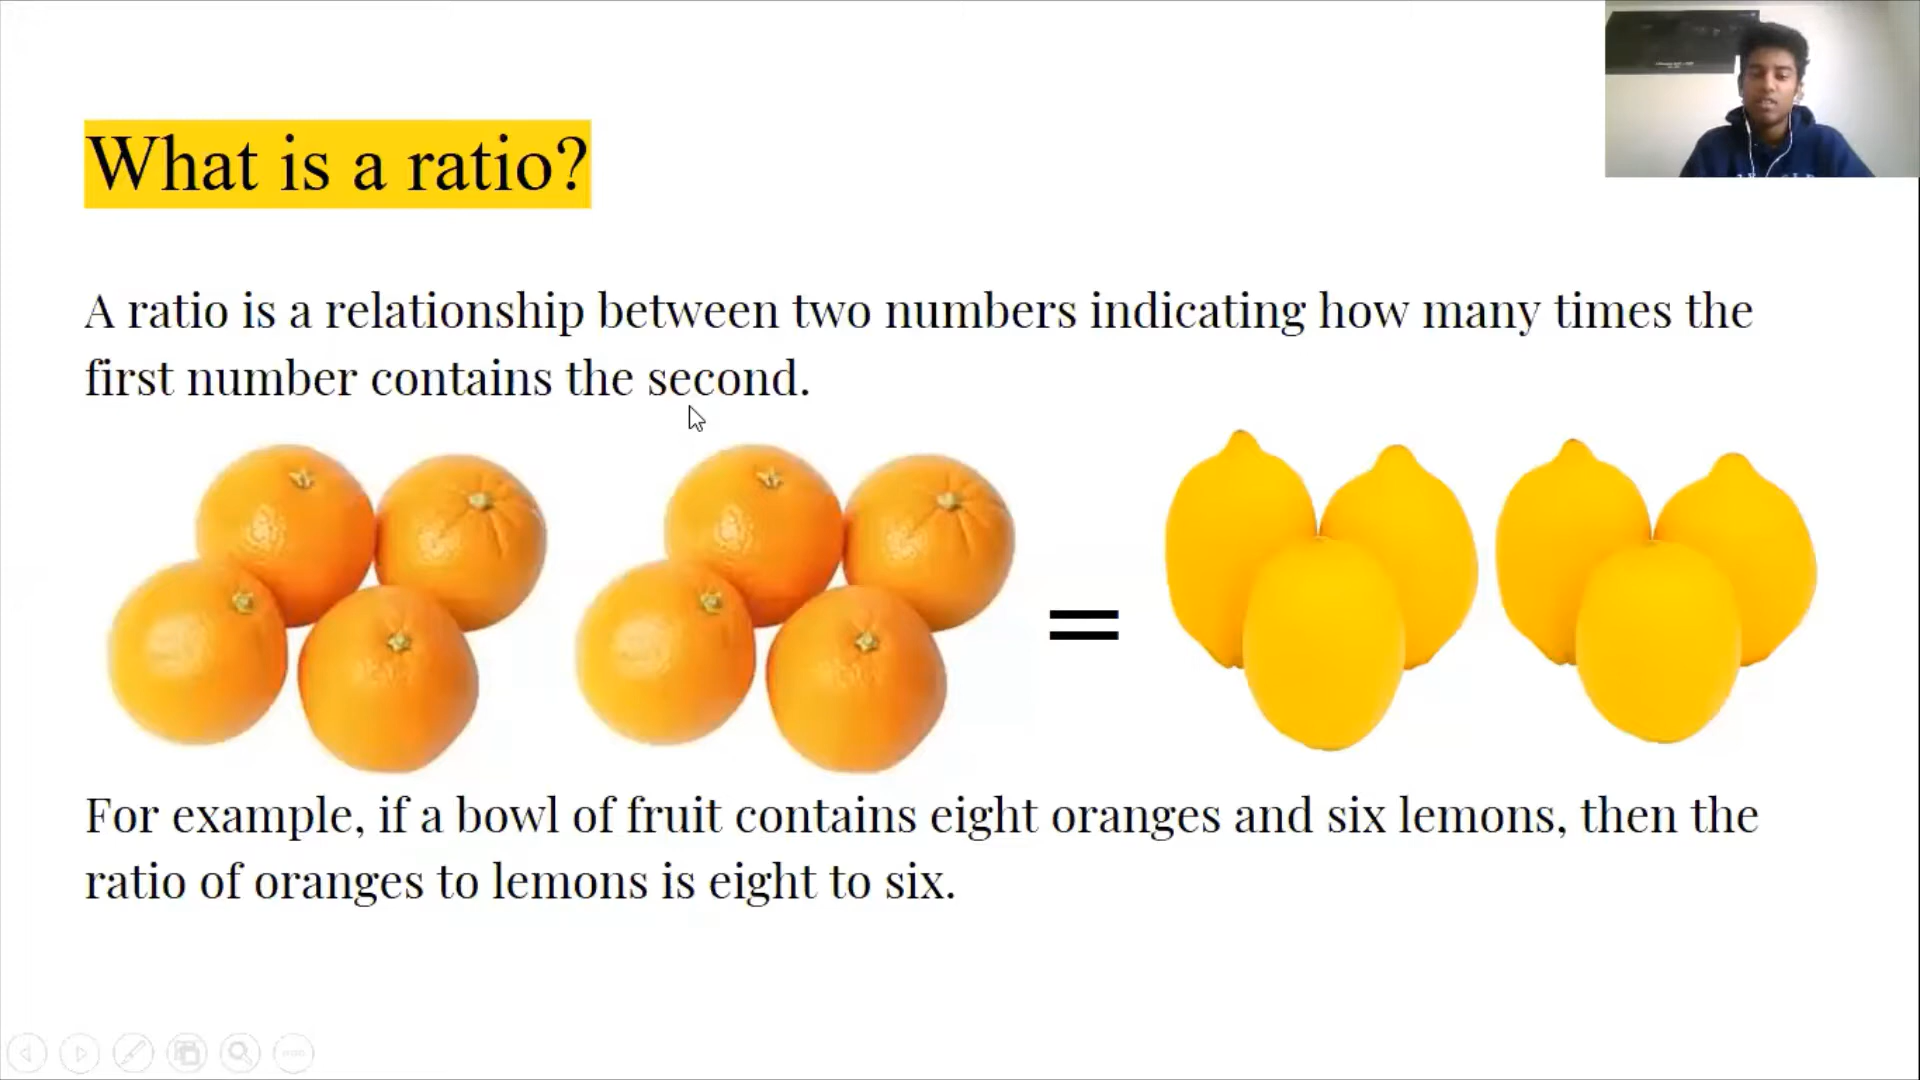 What is a ratio?
A ratio is a relationship between two numbers indicating how many times the
first number contains the second.
=
For example, if a bowl of fruit contains eight oranges and six lemons, then the
ratio of oranges to lemons is eight to six.